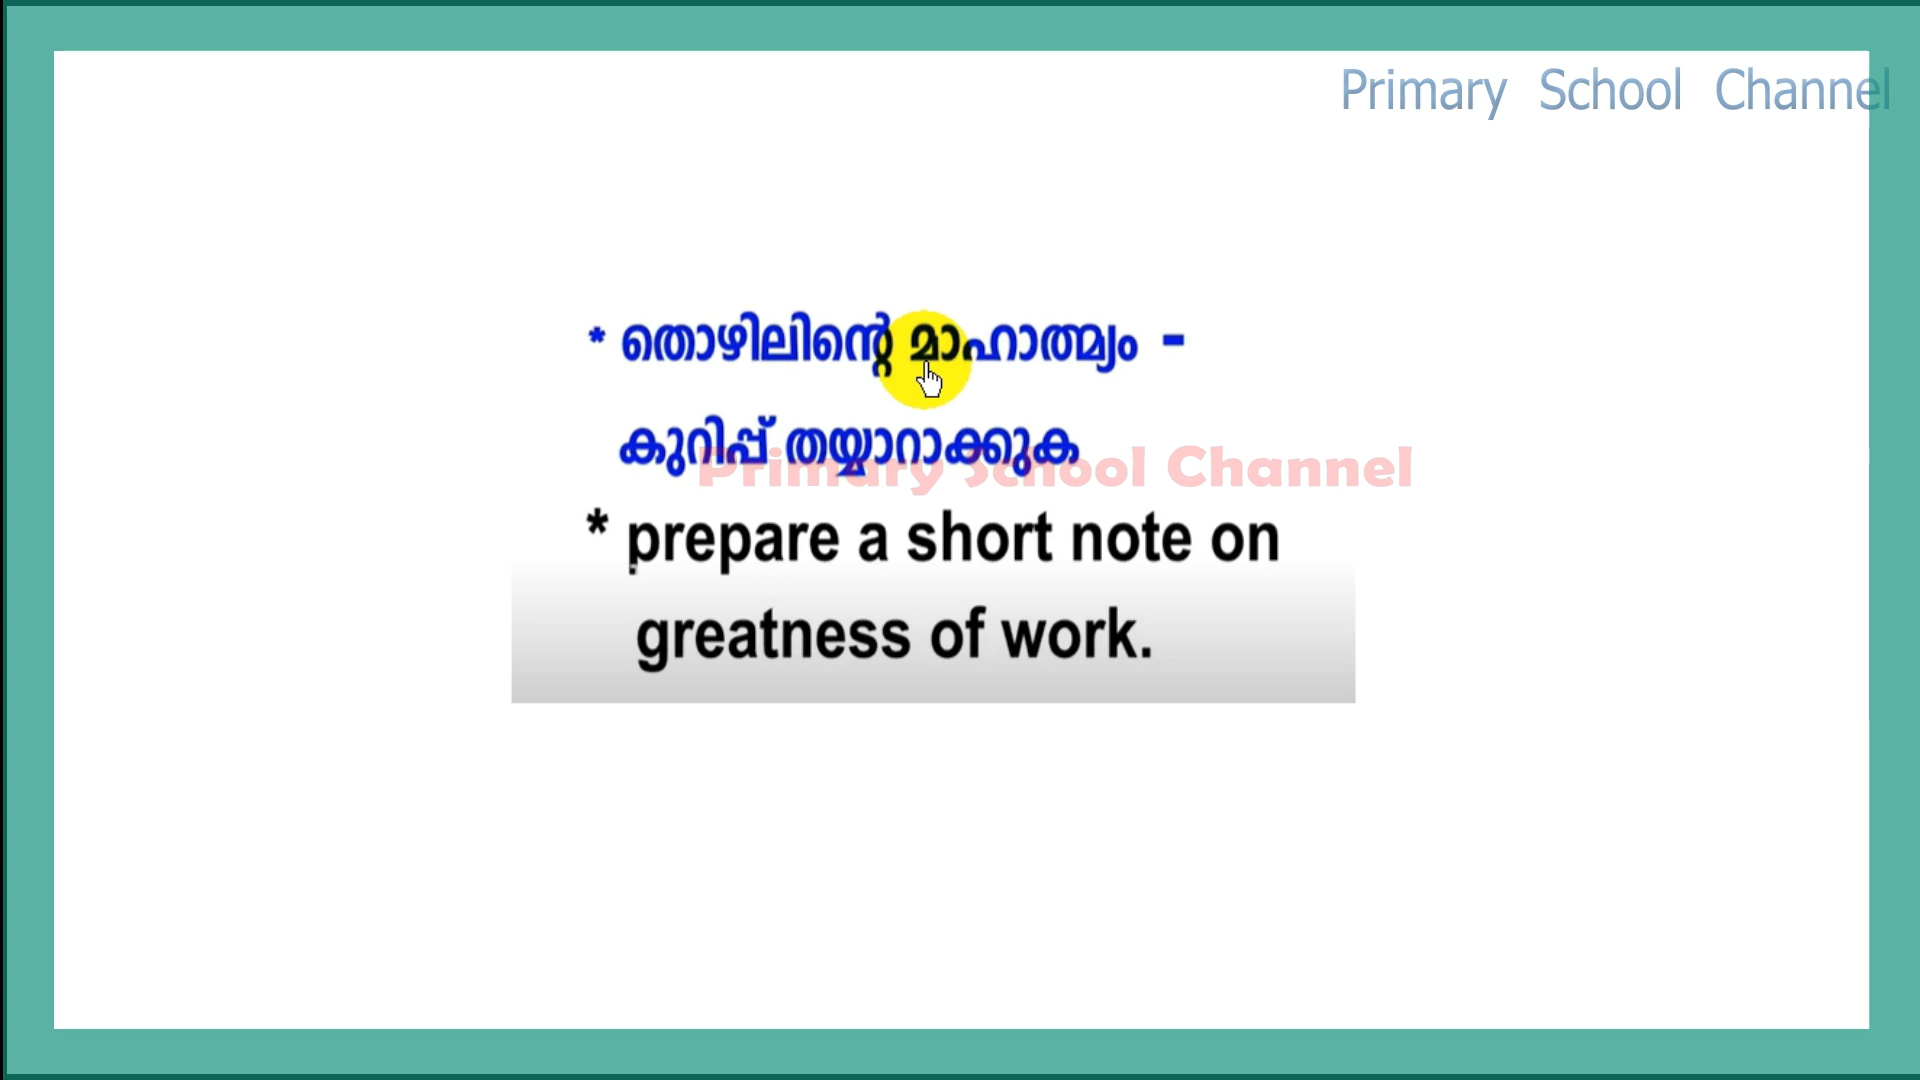 Primary School Channel
* തൊഴിലിന്റെ മാഹാത്മ്യം -
കുറിപ്പ് തയ്യാറാക്കുക
Primary School Channel
* prepare a short note on
greatness of work.